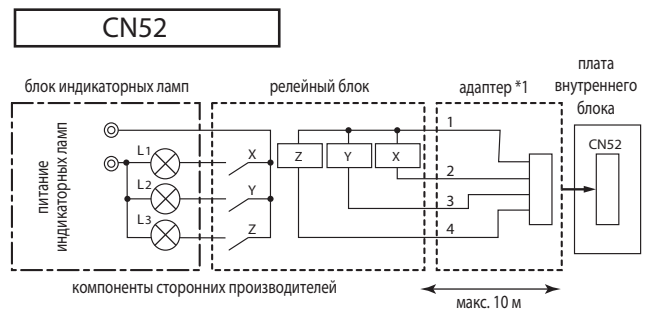 CN52
блок индикаторных ламп
релейный блок
адаптер *1
плата
внутреннего
блока
питание
индикаторных ламп
L1
L2
L3
X
Y
Z
Z
Y
X
1
2
3
4
CN52
компоненты сторонних производителей
макс. 10 м